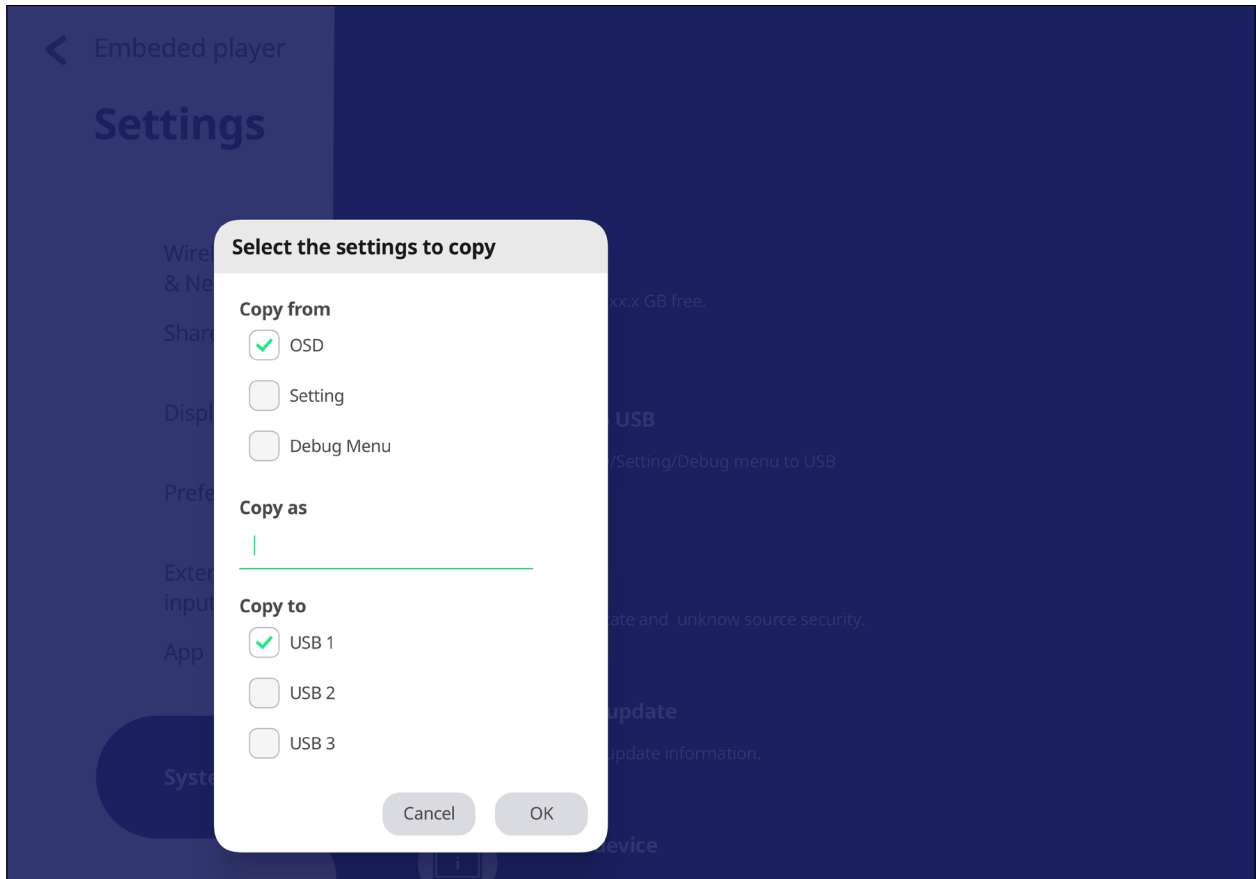 Embeded player
Settings
Select the settings to copy
Copy from
OSD
Setting
Debug Menu
Copy as
Copy to
USB 1
USB 2
USB 3
Cancel
OK
& 
App
xx.x GB free.
USB
/Setting/Debug menu to USB
and unknow source security.
update
update information.